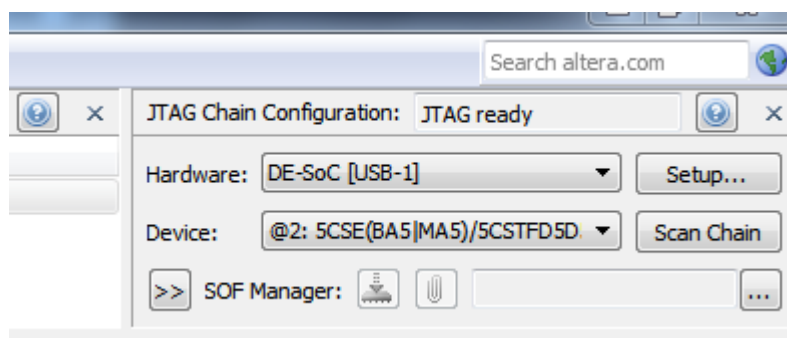 Search altera.com
JTAG Chain Configuration: JTAG ready
Hardware: DE-SoC [USB-1] Setup...
Device: @2: 5CSE(BA5|MA5)/5CSTFD5D. Scan Chain
>> SOF Manager: ...